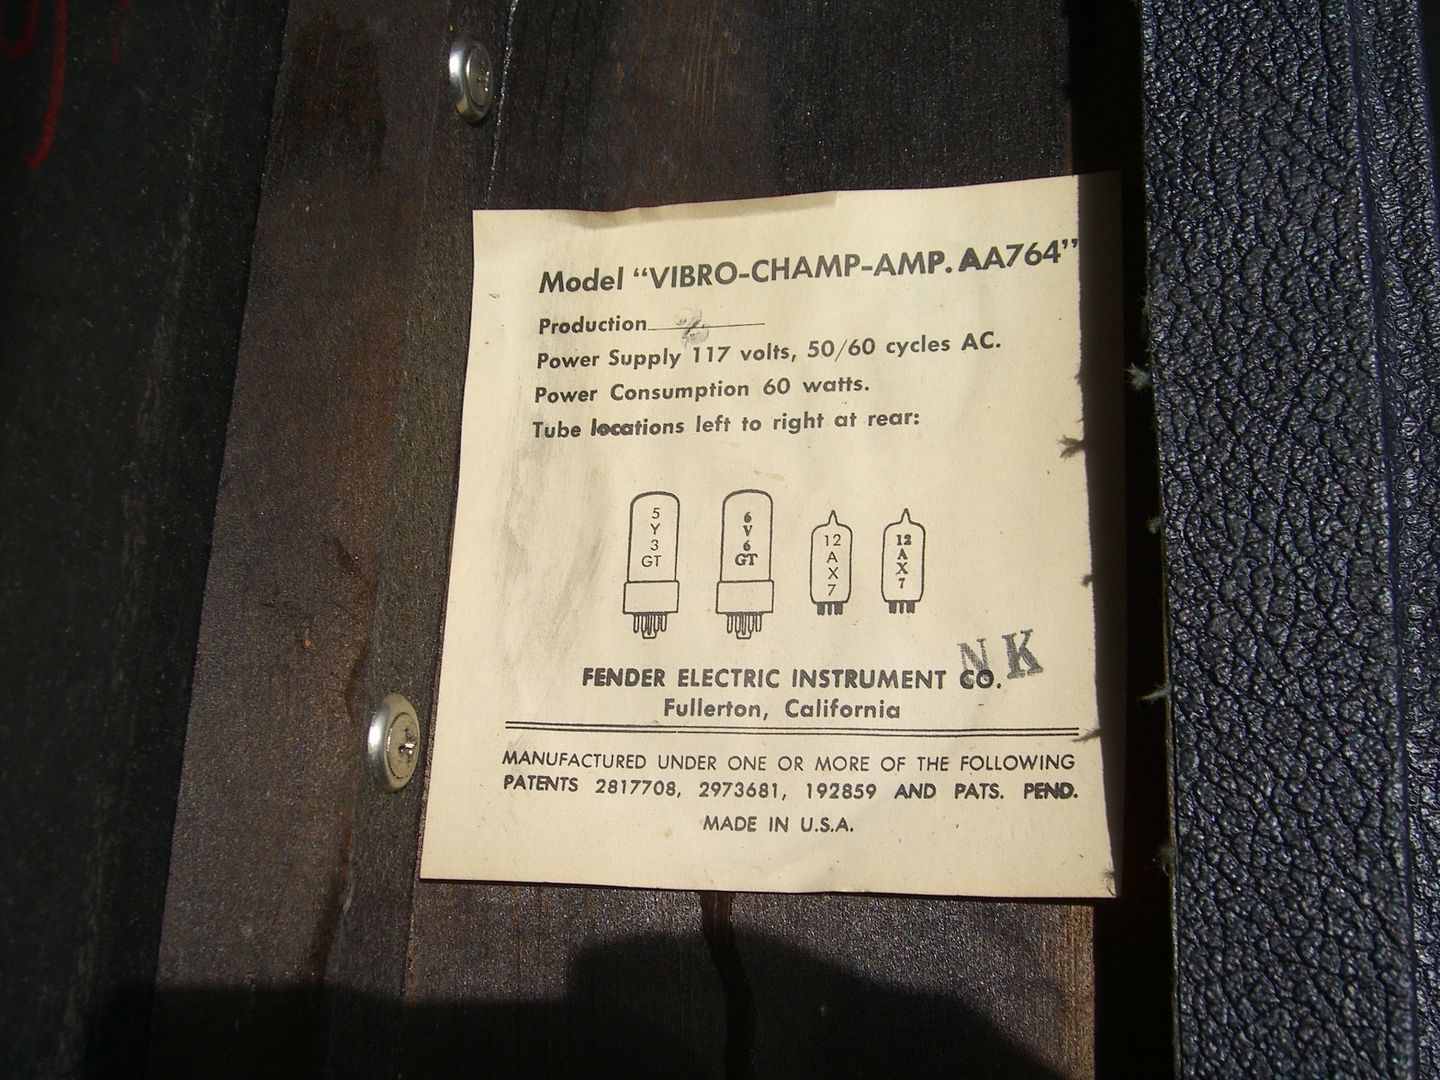 Model “VIBRO-CHAMP-AMP. AA764”
Production
Power Supply 117 volts, 50/60 cycles AC.
Power Consumption 60 watts.
Tube locations left to right at rear:
5Y3GT
6V6GT
12AX7
12AX7
NK
FENDER ELECTRIC INSTRUMENT CO.
Fullerton, California
MANUFACTURED UNDER ONE OR MORE OF THE FOLLOWING
PATENTS 2817708, 2973681, 192859 AND PATS. PEND.
MADE IN U.S.A.